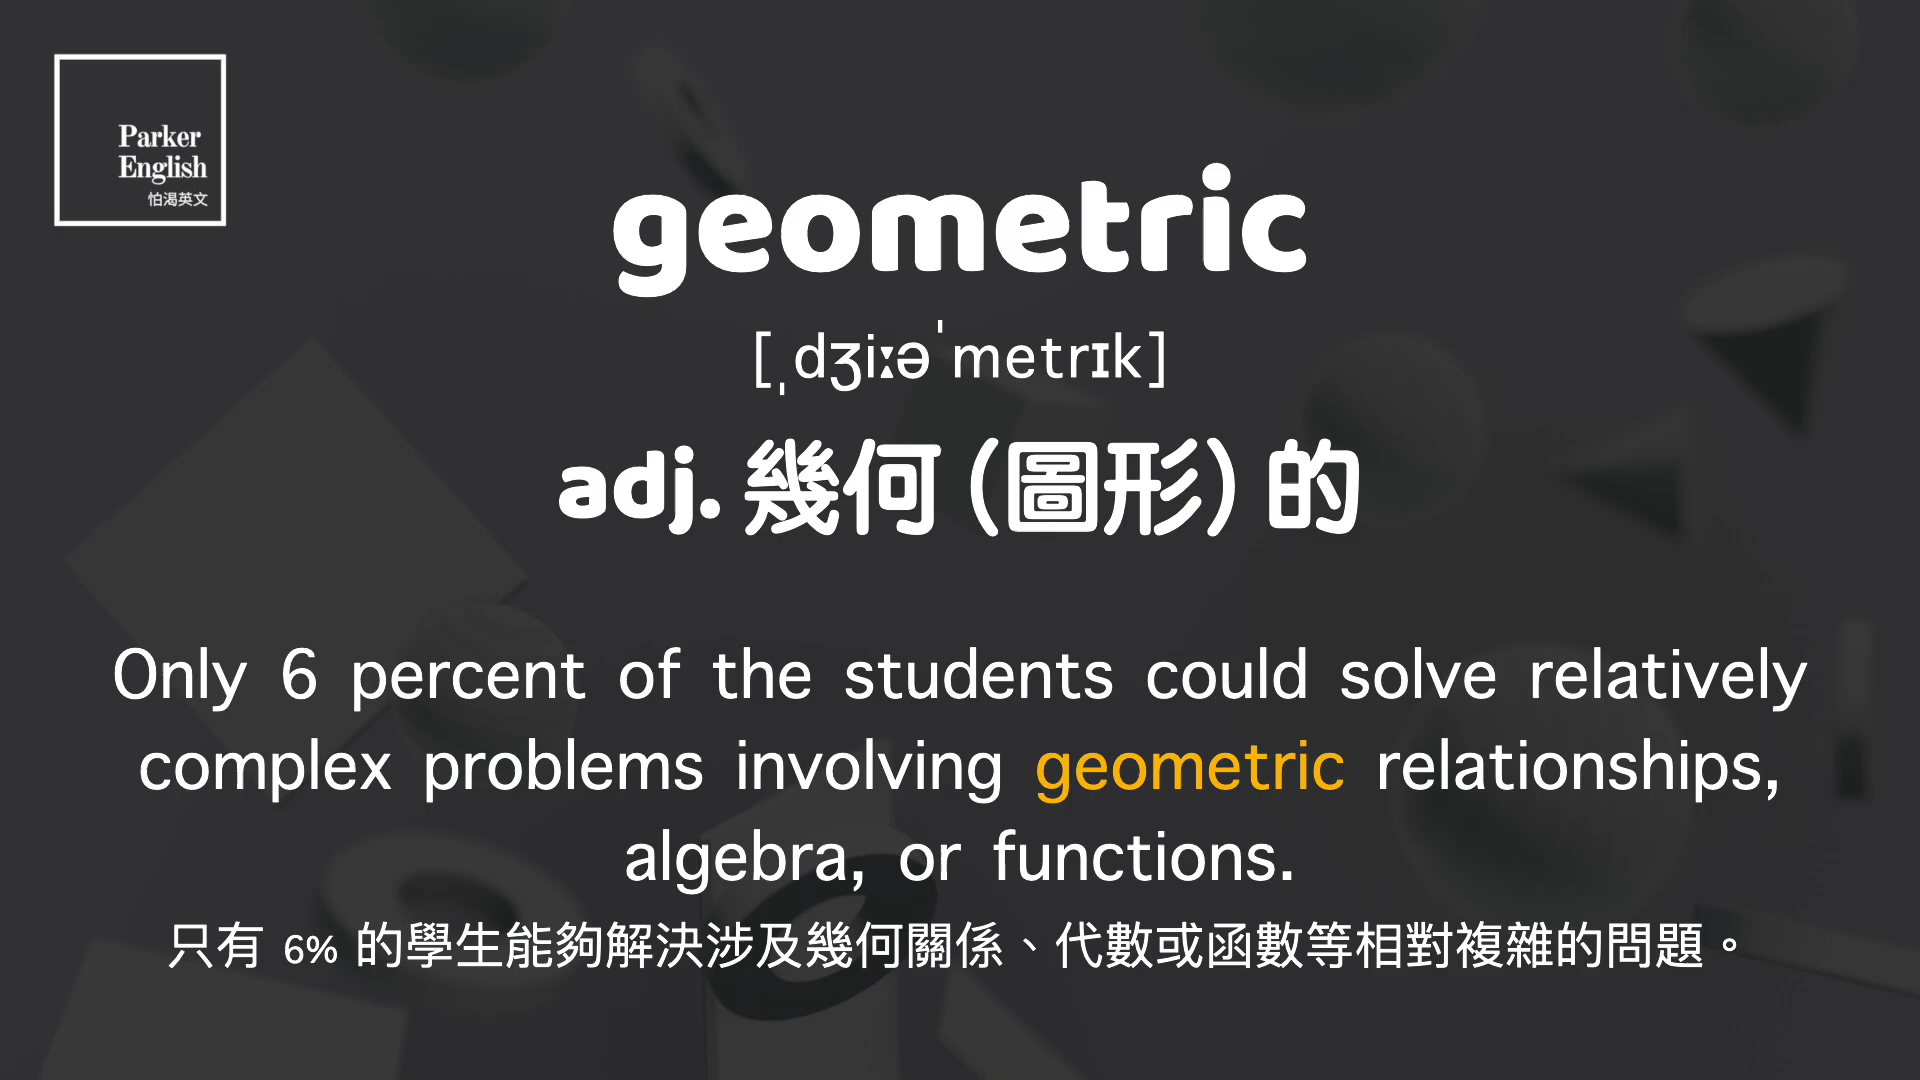 Parker
English
怕渴英文
geometric
[ˌdʒiːəˈmetrɪk]
adj. 幾何（圖形）的
Only 6 percent of the students could solve relatively
complex problems involving geometric relationships,
algebra, or functions.
只有 6% 的學生能夠解決涉及幾何關係、代數或函數等相對複雜的問題。